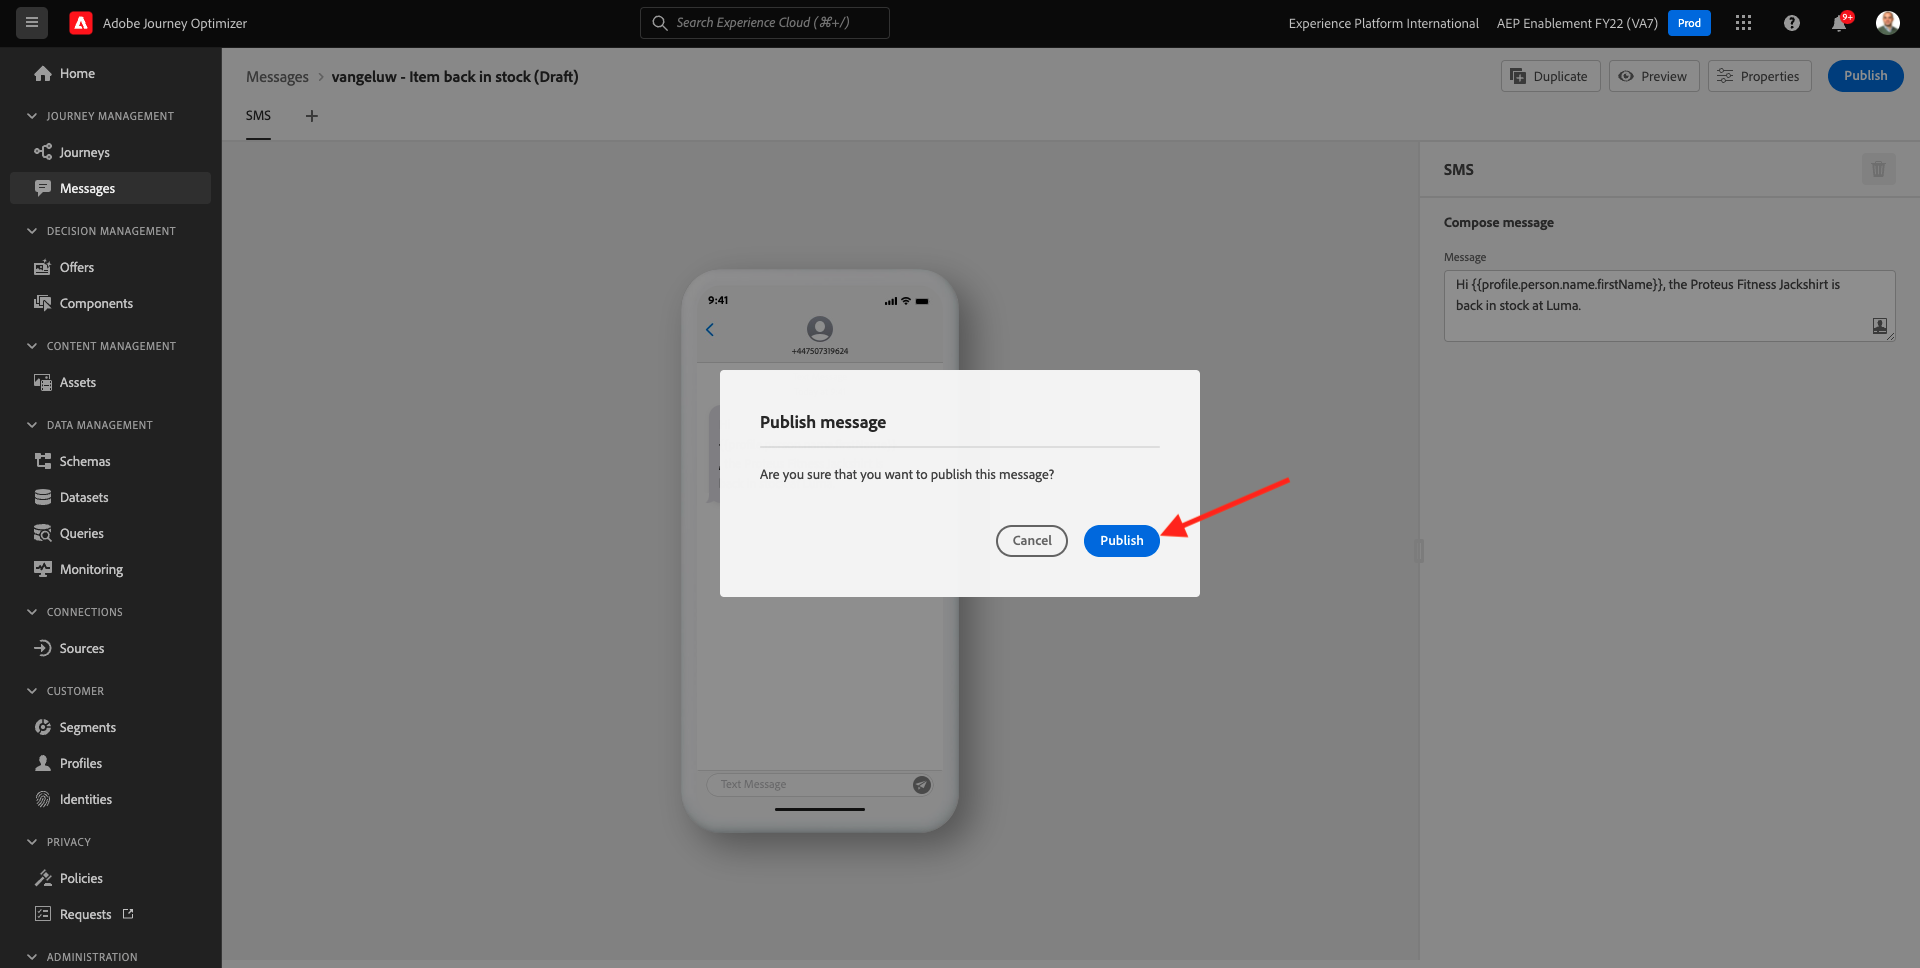 Adobe Journey Optimizer
Search Experience Cloud (⌘+/)
Experience Platform International
AEP Enablement FY22 (VA7)
Prod
9+
Home
JOURNEY MANAGEMENT
Journeys
Messages
DECISION MANAGEMENT
Offers
Components
CONTENT MANAGEMENT
Assets
DATA MANAGEMENT
Schemas
Datasets
Queries
Monitoring
CONNECTIONS
Sources
CUSTOMER
Segments
Profiles
Identities
PRIVACY
Policies
Requests
ADMINISTRATION
Messages > vangeluw - Item back in stock (Draft)
Duplicate
Preview
Properties
Publish
SMS
9:41
+447507319624
Text Message
Publish message
Are you sure that you want to publish this message?
Cancel
Publish
SMS
Compose message
Message
Hi {{profile.person.name.firstName}}, the Proteus Fitness Jackshirt is
back in stock at Luma.